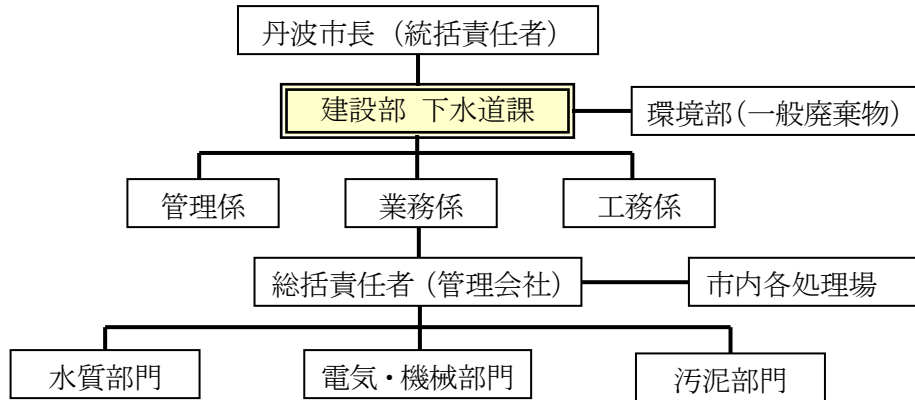 丹波市長（統括責任者）
建設部 下水道課
環境部（一般廃棄物）
管理係
業務係
工務係
総括責任者（管理会社）
市内各処理場
水質部門
電気・機械部門
汚泥部門